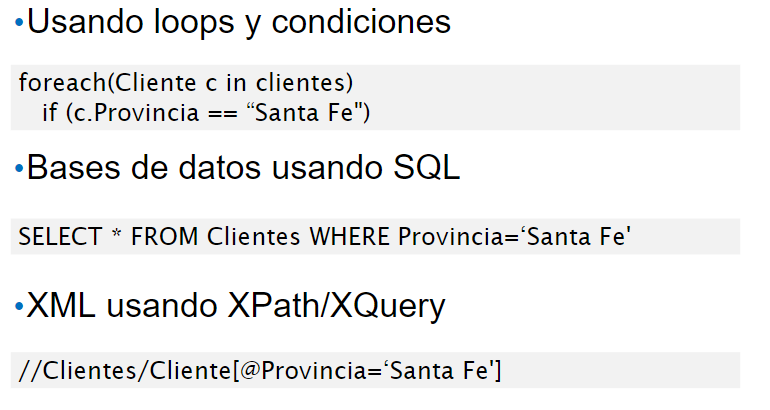 •Usando loops y condiciones
foreach(Cliente c in clientes)
if (c.Provincia == “Santa Fe")
•Bases de datos usando SQL
SELECT * FROM Clientes WHERE Provincia=‘Santa Fe'
•XML usando XPath/XQuery
//Clientes/Cliente[@Provincia=‘Santa Fe']